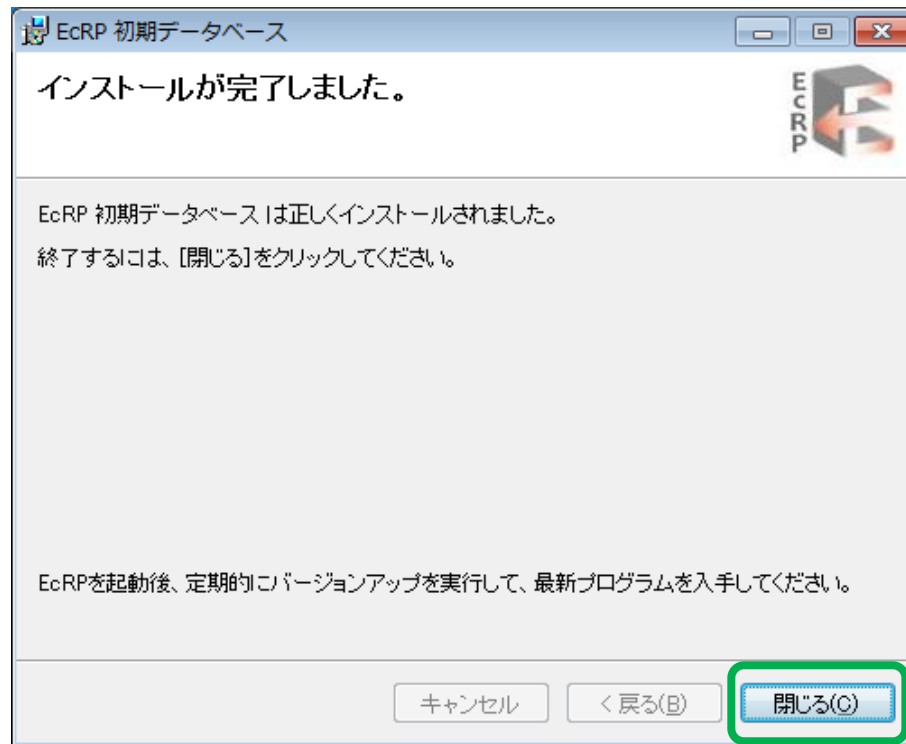 EcRP 初期データベース
インストールが完了しました。
EcRP
EcRP 初期データベース は正しくインストールされました。
終了するには、[閉じる]をクリックしてください。
EcRPを起動後、定期的にバージョンアップを実行して、最新プログラムを入手してください。
キャンセル
< 戻る(B)
閉じる(C)